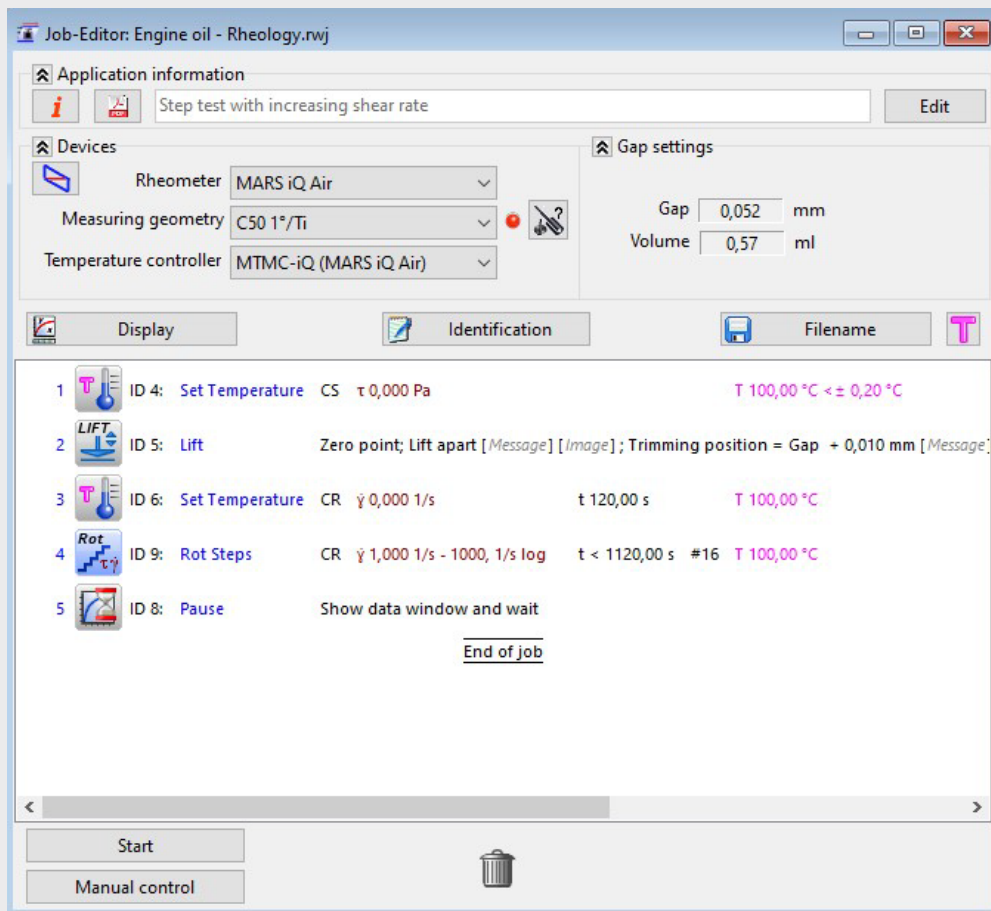 Job-Editor: Engine oil - Rheology.rwj
Application information
i
PDF
Step test with increasing shear rate
Edit
Devices
Gap settings
Rheometer MARS iQ Air
Measuring geometry C50 1°/Ti
Temperature controller MTMC-iQ (MARS iQ Air)
Gap 0,052 mm
Volume 0,57 ml
Display Identification Filename T
1 T ID 4: Set Temperature CS τ 0,000 Pa T 100,00 °C <± 0,20 °C
2 LIFT ID 5: Lift Zero point; Lift apart [Message] [Image] ; Trimming position = Gap + 0,010 mm [Message]
3 T ID 6: Set Temperature CR γ̇ 0,000 1/s t 120,00 s T 100,00 °C
4 Rot τγ̇ ID 9: Rot Steps CR γ̇ 1,000 1/s - 1000, 1/s log t < 1120,00 s #16 T 100,00 °C
5 ID 8: Pause Show data window and wait
End of job
Start
Manual control